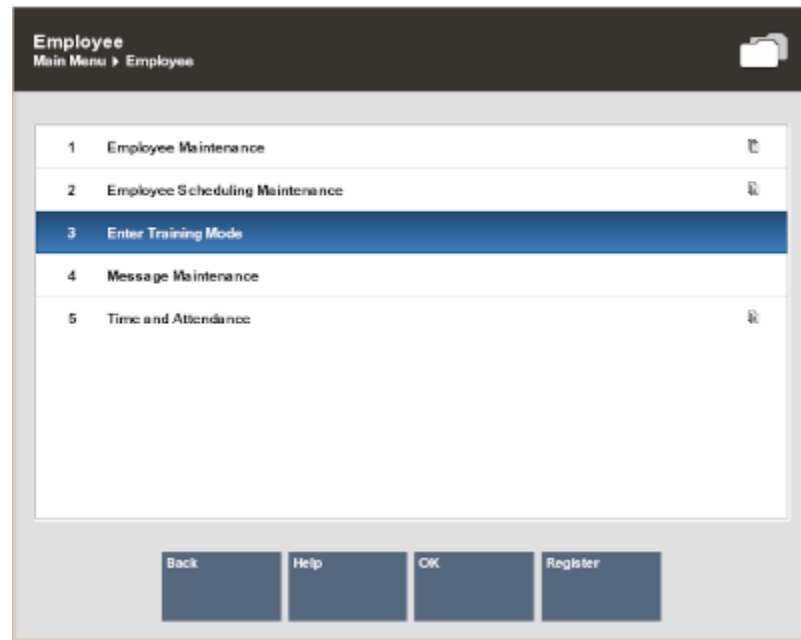 Employee
Main Menu ▸ Employee
1 Employee Maintenance
2 Employee Scheduling Maintenance
3 Enter Training Mode
4 Message Maintenance
5 Time and Attendance
Back Help OK Register